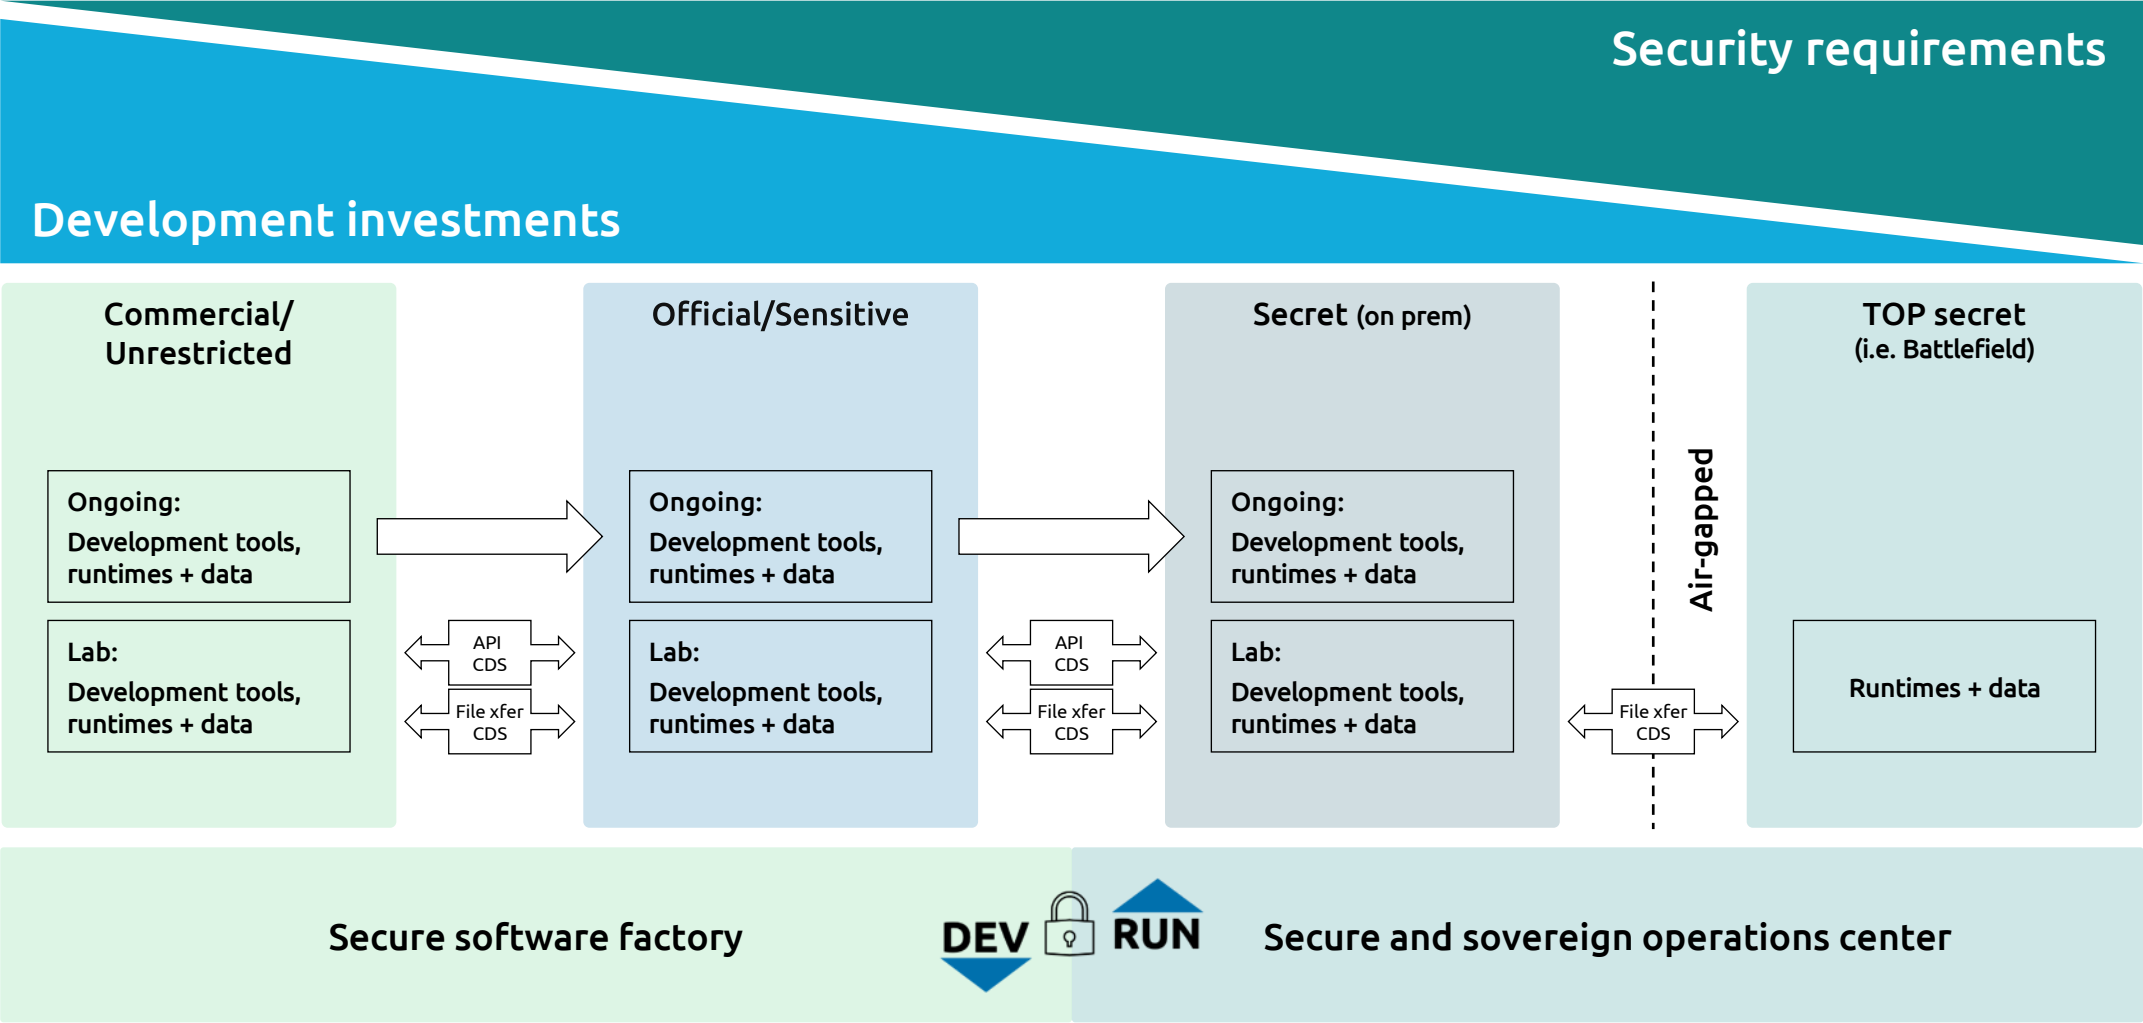 Security requirements
Development investments
Commercial/
Unrestricted
Ongoing:
Development tools,
runtimes + data
Lab:
Development tools,
runtimes + data
API
CDS
File xfer
CDS
Official/Sensitive
Ongoing:
Development tools,
runtimes + data
Lab:
Development tools,
runtimes + data
API
CDS
File xfer
CDS
Secret (on prem)
Ongoing:
Development tools,
runtimes + data
Lab:
Development tools,
runtimes + data
Air-gapped
File xfer
CDS
TOP secret
(i.e. Battlefield)
Runtimes + data
Secure software factory
DEV
RUN
Secure and sovereign operations center